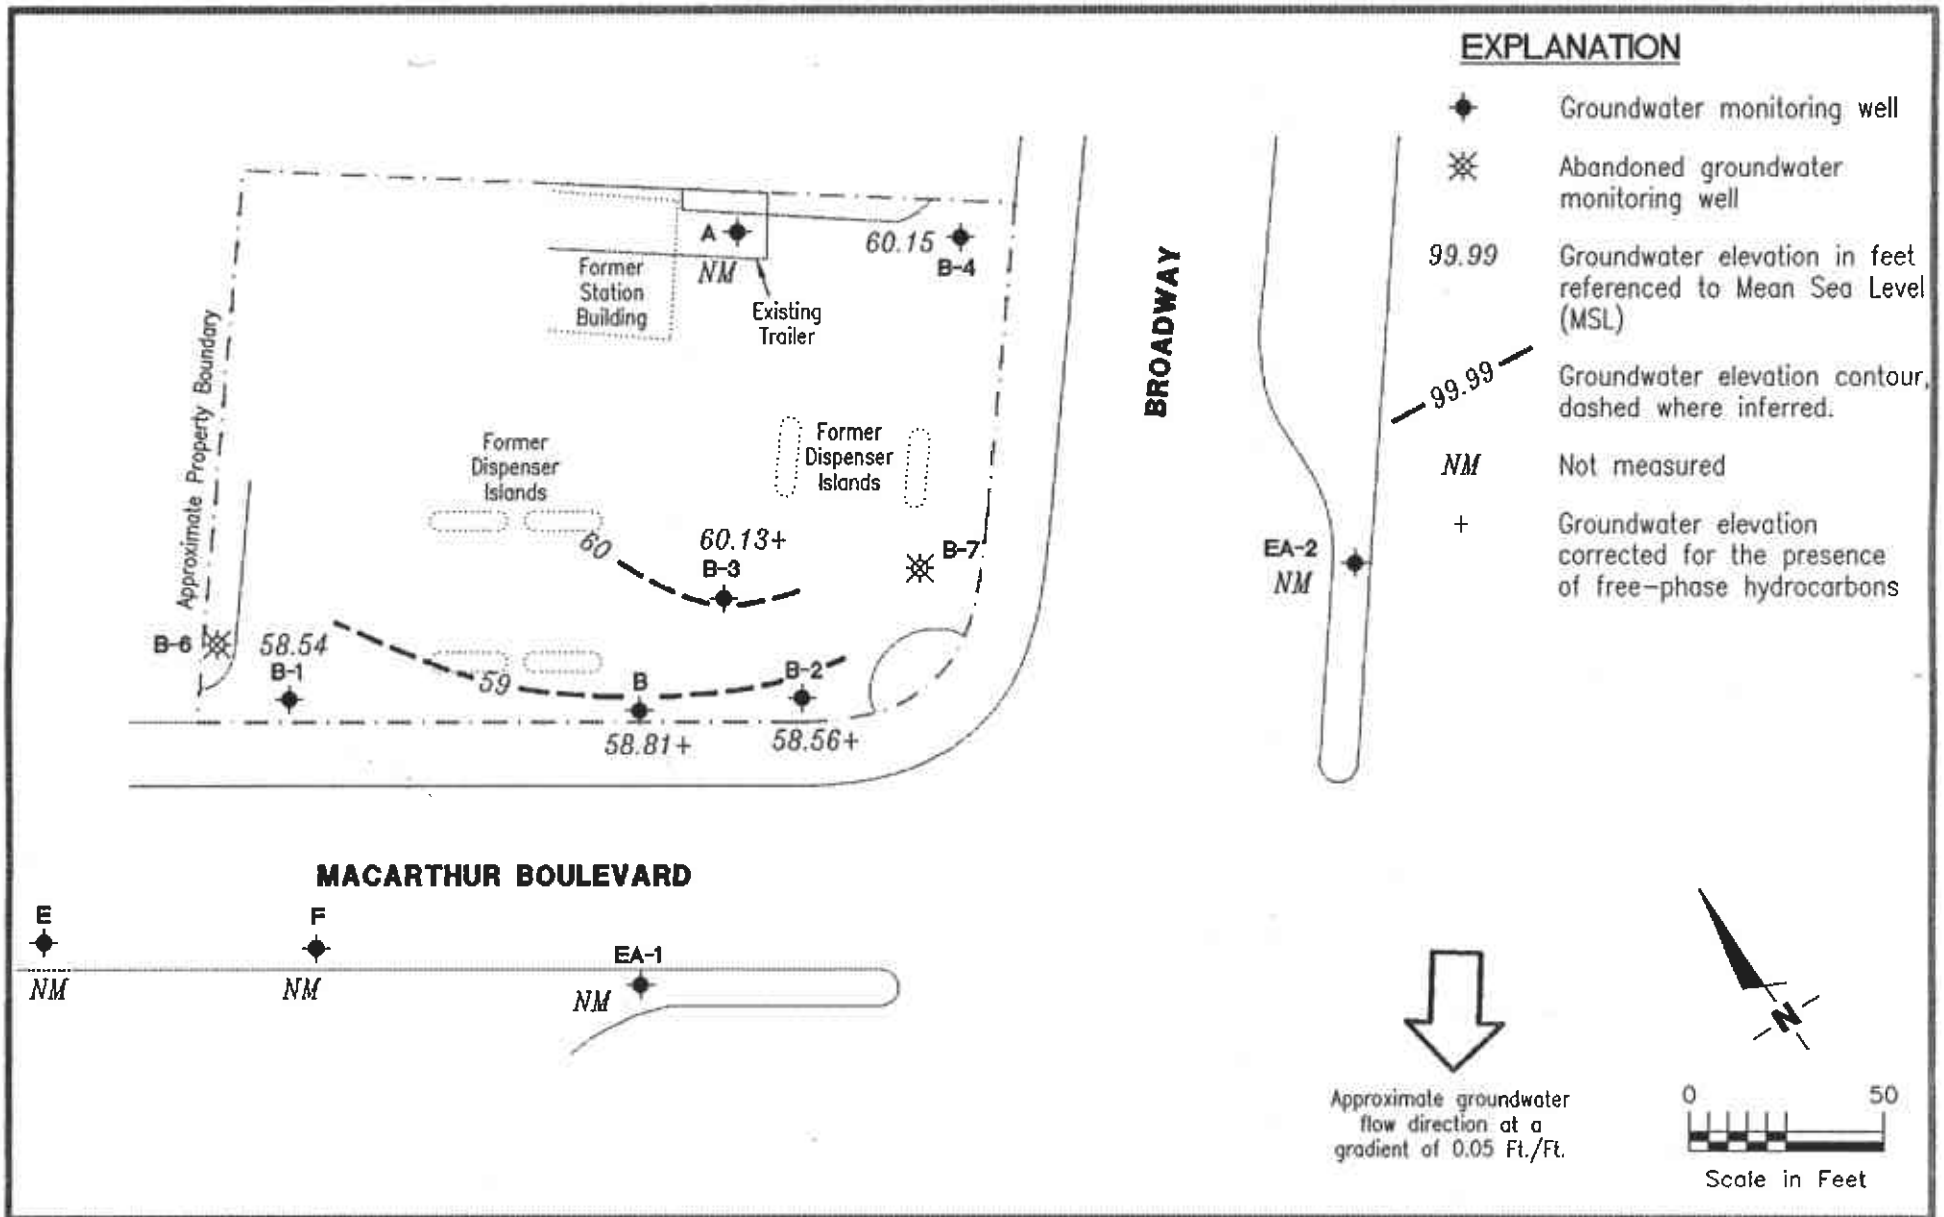 EXPLANATION
Groundwater monitoring well
Abandoned groundwater
monitoring well
99.99
Groundwater elevation in feet
referenced to Mean Sea Level
(MSL)
99.99
Groundwater elevation contour,
dashed where inferred.
NM
Not measured
+
Groundwater elevation
corrected for the presence
of free-phase hydrocarbons
A
NM
60.15
B-4
Former
Station
Building
Existing
Trailer
Approximate Property Boundary
BROADWAY
Former
Dispenser
Islands
Former
Dispenser
Islands
60
60.13+
B-3
B-7
EA-2
NM
B-6
58.54
B-1
59
B
B-2
58.81+
58.56+
MACARTHUR BOULEVARD
E
NM
F
NM
EA-1
NM
N
Approximate groundwater
flow direction at a
gradient of 0.05 Ft./Ft.
0 50
Scale in Feet